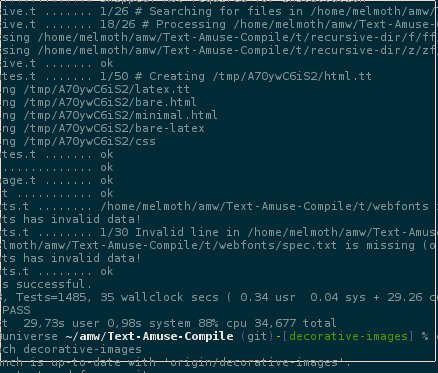 ive.t ........ 1/26 # Searching for files in /home/melmoth/amw/
ive.t ........ 18/26 # Processing /home/melmoth/amw/Text-Amuse-
sing /home/melmoth/amw/Text-Amuse-Compile/t/recursive-dir/f/ff
sing /home/melmoth/amw/Text-Amuse-Compile/t/recursive-dir/z/zf
ive.t ........ ok
tes.t ........ 1/50 # Creating /tmp/A70ywC6iS2/html.tt
ng /tmp/A70ywC6iS2/latex.tt
ng /tmp/A70ywC6iS2/bare.html
ng /tmp/A70ywC6iS2/minimal.html
ng /tmp/A70ywC6iS2/bare-latex
ng /tmp/A70ywC6iS2/css
tes.t ........ ok
.............. ok
age.t ........ ok
t ............ ok
ts.t ......... /home/melmoth/amw/Text-Amuse-Compile/t/webfonts
ts has invalid data!
ts.t ......... 1/30 Invalid line in /home/melmoth/amw/Text-Amuse
lmoth/amw/Text-Amuse-Compile/t/webfonts/spec.txt is missing (o
ts has invalid data!
ts.t ......... ok
s successful.
, Tests=1485, 35 wallclock secs ( 0.34 usr 0.04 sys + 29.26 c
PASS
t 29,73s user 0,98s system 88% cpu 34,677 total
universe ~/amw/Text-Amuse-Compile (git)-[decorative-images] %
ch decorative-images
nch is up-to-date with 'origin/decorative-images'.